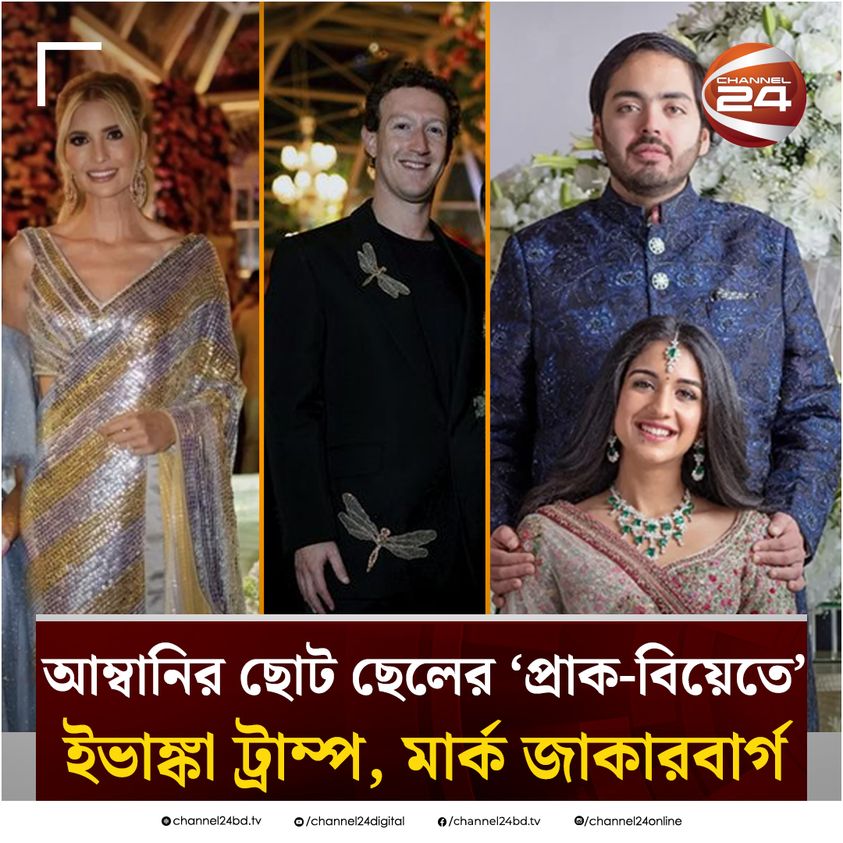 CHANNEL
24
আম্বানির ছোট ছেলের ‘প্রাক-বিয়েতে’
ইভাঙ্কা ট্রাম্প, মার্ক জাকারবার্গ
channel24bd.tv /channel24digital /channel24bd.tv /channel24online